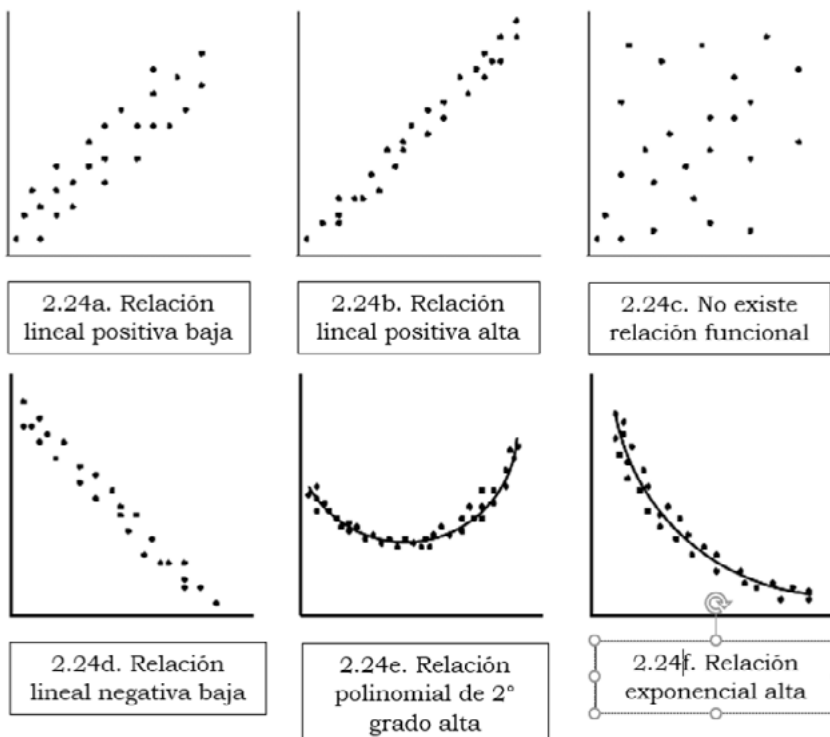 2.24a. Relación
lineal positiva baja
2.24b. Relación
lineal positiva alta
2.24c. No existe
relación funcional
2.24d. Relación
lineal negativa baja
2.24e. Relación
polinomial de 2°
grado alta
2.24f. Relación
exponencial alta